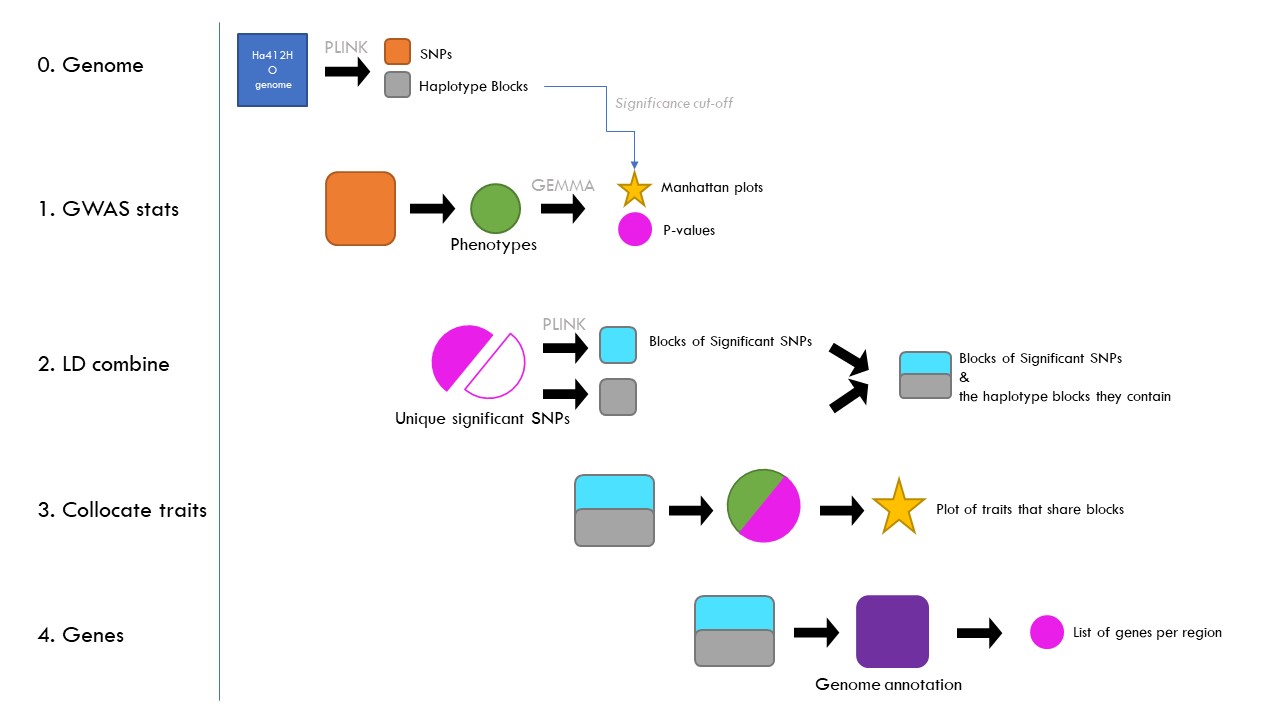 0. Genome
Ha412H
O
genome
PLINK
SNPs
Haplotype Blocks
Significance cut-off
1. GWAS stats
Phenotypes
GEMMA
Manhattan plots
P-values
2. LD combine
Unique significant SNPs
PLINK
Blocks of Significant SNPs
Blocks of Significant SNPs
&
the haplotype blocks they contain
3. Collocate traits
Plot of traits that share blocks
4. Genes
Genome annotation
List of genes per region